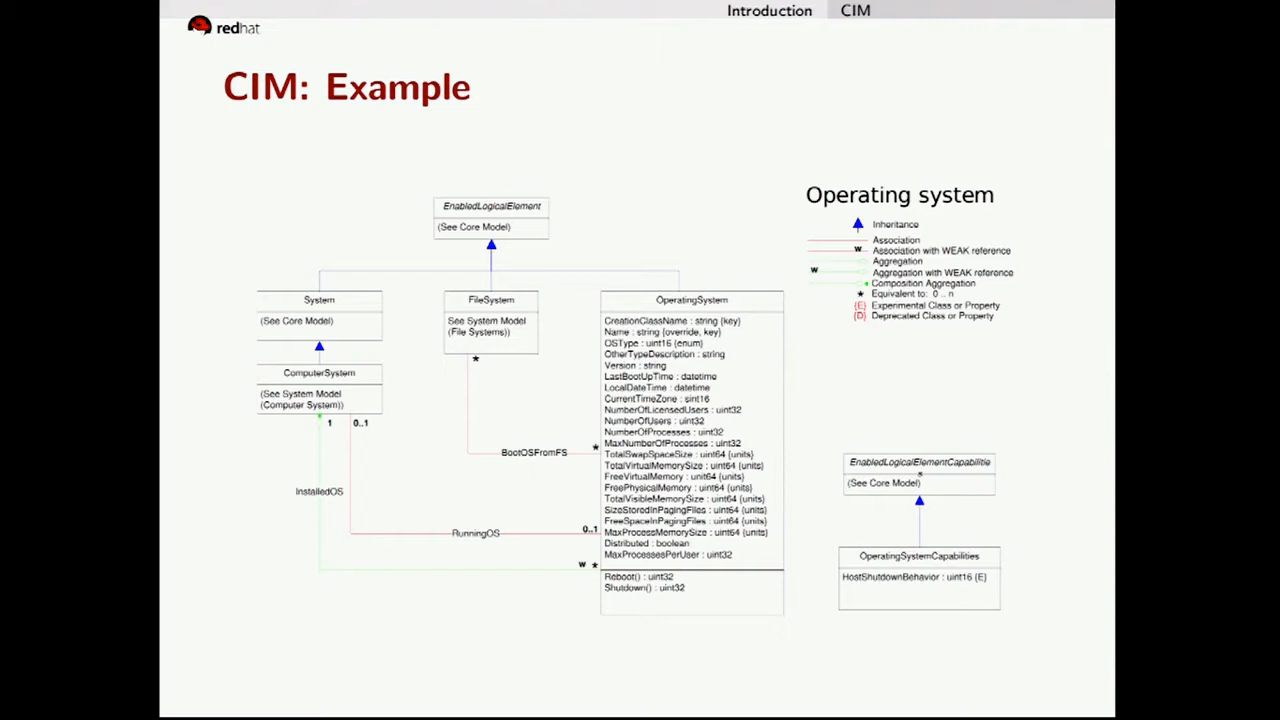 Introduction CIM
redhat
CIM: Example
Operating system
Inheritance
Association
w
Association with WEAK reference
Aggregation
w
Aggregation with WEAK reference
Composition Aggregation
* Equivalent to: 0 .. n
{E} Experimental Class or Property
{D} Deprecated Class or Property
EnabledLogicalElement
(See Core Model)
System
(See Core Model)
ComputerSystem
(See System Model
(Computer System))
1
0..1
FileSystem
See System Model
(File Systems))
*
BootOSFromFS
*
InstalledOS
RunningOS
0..1
w *
OperatingSystem
CreationClassName : string {key}
Name : string {override, key}
OSType : uint16 {enum}
OtherTypeDescription : string
Version : string
LastBootUpTime : datetime
LocalDateTime : datetime
CurrentTimeZone : sint16
NumberOfLicensedUsers : uint32
NumberOfUsers : uint32
NumberOfProcesses : uint32
MaxNumberOfProcesses : uint32
TotalSwapSpaceSize : uint64 {units}
TotalVirtualMemorySize : uint64 {units}
FreeVirtualMemory : uint64 {units}
FreePhysicalMemory : uint64 {units}
TotalVisibleMemorySize : uint64 {units}
SizeStoredInPagingFiles : uint64 {units}
FreeSpaceInPagingFiles : uint64 {units}
MaxProcessMemorySize : uint64 {units}
Distributed : boolean
MaxProcessesPerUser : uint32
Reboot() : uint32
Shutdown() : uint32
EnabledLogicalElementCapabilitie
s
(See Core Model)
OperatingSystemCapabilities
HostShutdownBehavior : uint16 {E}